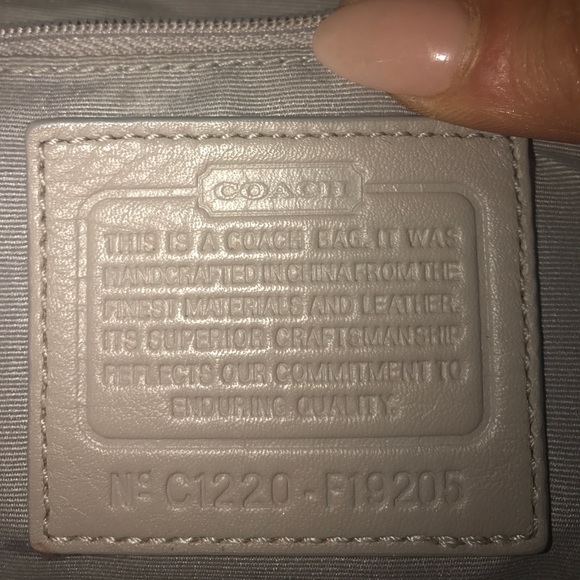 COACH
THIS IS A COACH BAG. IT WAS
HANDCRAFTED IN CHINA FROM THE
FINEST MATERIALS AND LEATHER.
ITS SUPERIOR CRAFTSMANSHIP
REFLECTS OUR COMMITMENT TO
ENDURING QUALITY.
Nº C1220-F19205